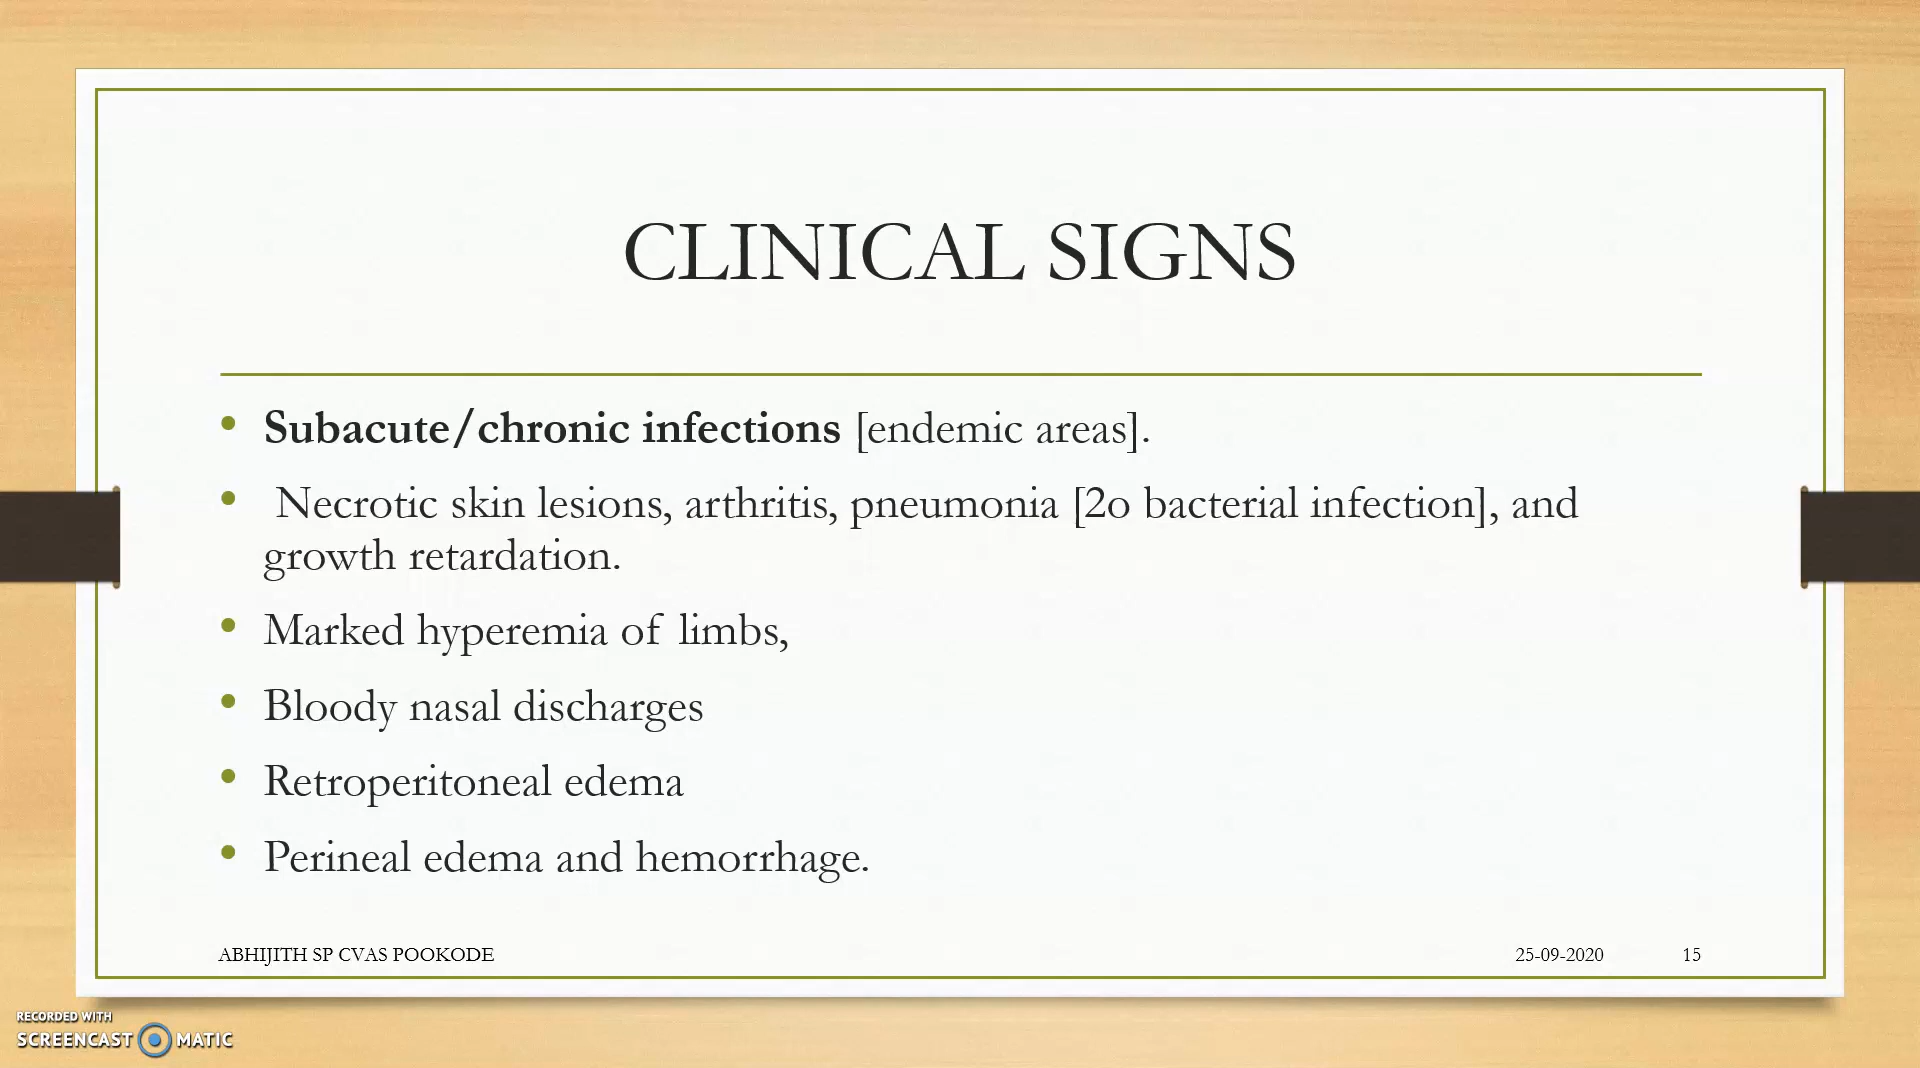 CLINICAL SIGNS
• Subacute/chronic infections [endemic areas].
• Necrotic skin lesions, arthritis, pneumonia [2o bacterial infection], and
growth retardation.
• Marked hyperemia of limbs,
• Bloody nasal discharges
• Retroperitoneal edema
• Perineal edema and hemorrhage.
ABHIJITH SP CVAS POOKODE 25-09-2020 15
RECORDED WITH
SCREENCAST MATIC